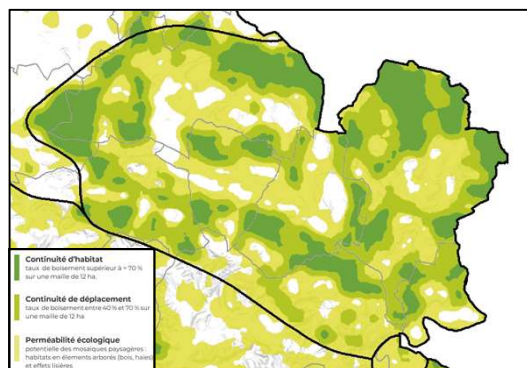 Continuité d'habitat
taux de boisement supérieur à > 70 %
sur une maille de 12 ha.
Continuité de déplacement
taux de boisement entre 40 % et 70 % sur
une maille de 12 ha
Perméabilité écologique
potentielle des mosaïques paysagères :
habitats en éléments arborés (bois, haies)
et effets lisières